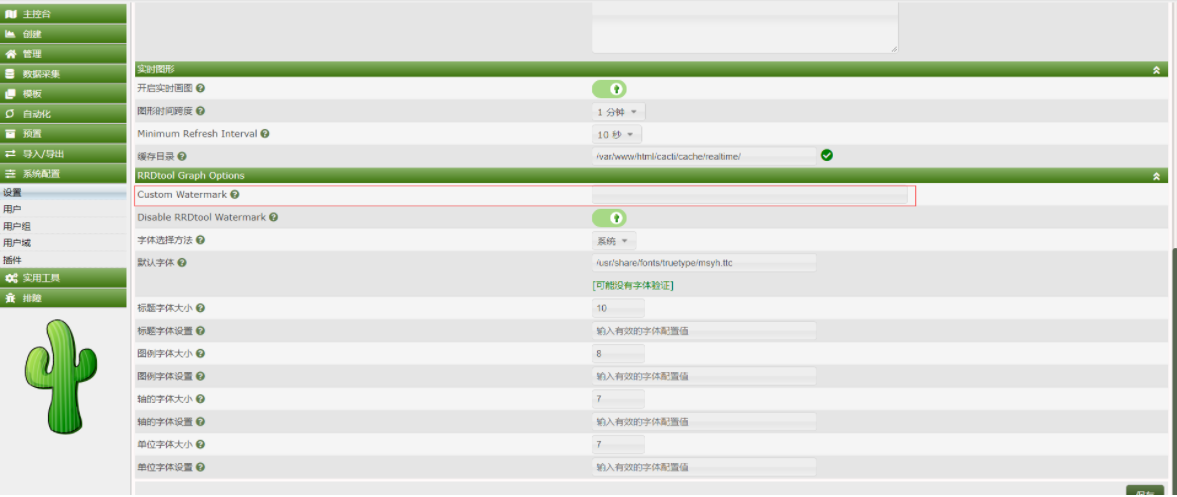 主控台
创建
管理
数据采集
模板
自动化
预置
导入/导出
系统配置
设置
用户
用户组
用户域
插件
实用工具
排障
实时图形
开启实时画图
图形时间跨度
1 分钟
Minimum Refresh Interval
10 秒
缓存目录
/var/www/html/cacti/cache/realtime/
RRDtool Graph Options
Custom Watermark
Disable RRDtool Watermark
字体选择方法
系统
默认字体
/usr/share/fonts/truetype/msyh.ttc
[可能没有字体验证]
标题字体大小
10
标题字体设置
输入有效的字体配置值
图例字体大小
8
图例字体设置
输入有效的字体配置值
轴的字体大小
7
轴的字体设置
输入有效的字体配置值
单位字体大小
7
单位字体设置
输入有效的字体配置值
保存